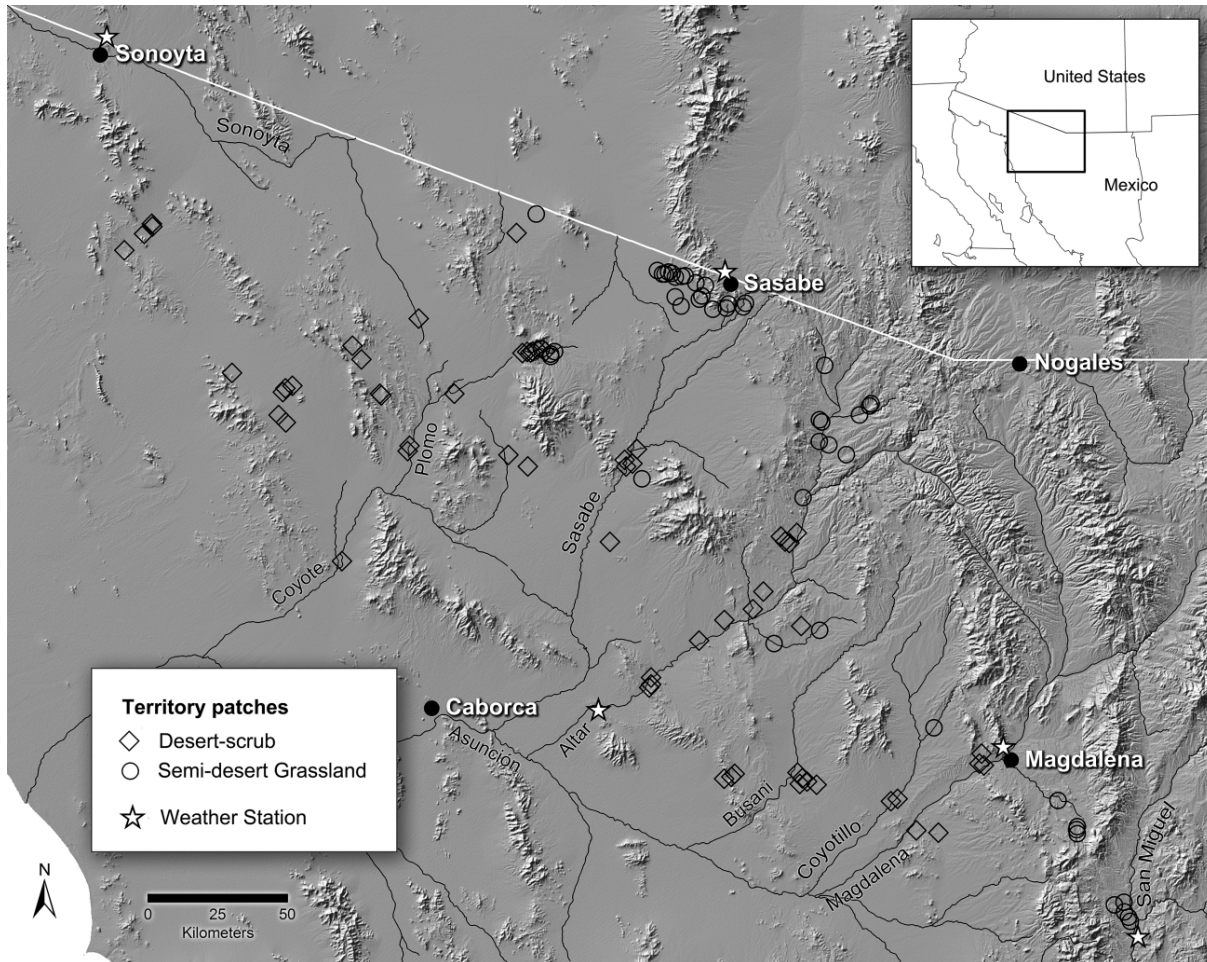 Sonoyta
Sonoyta
United States
Mexico
Sasabe
Nogales
Plomo
Sasabe
Coyote
Caborca
Asuncion
Altar
Busani
Coyotillo
Magdalena
Magdalena
San Miguel
Territory patches
Desert-scrub
Semi-desert Grassland
Weather Station
N
0 25 50
Kilometers